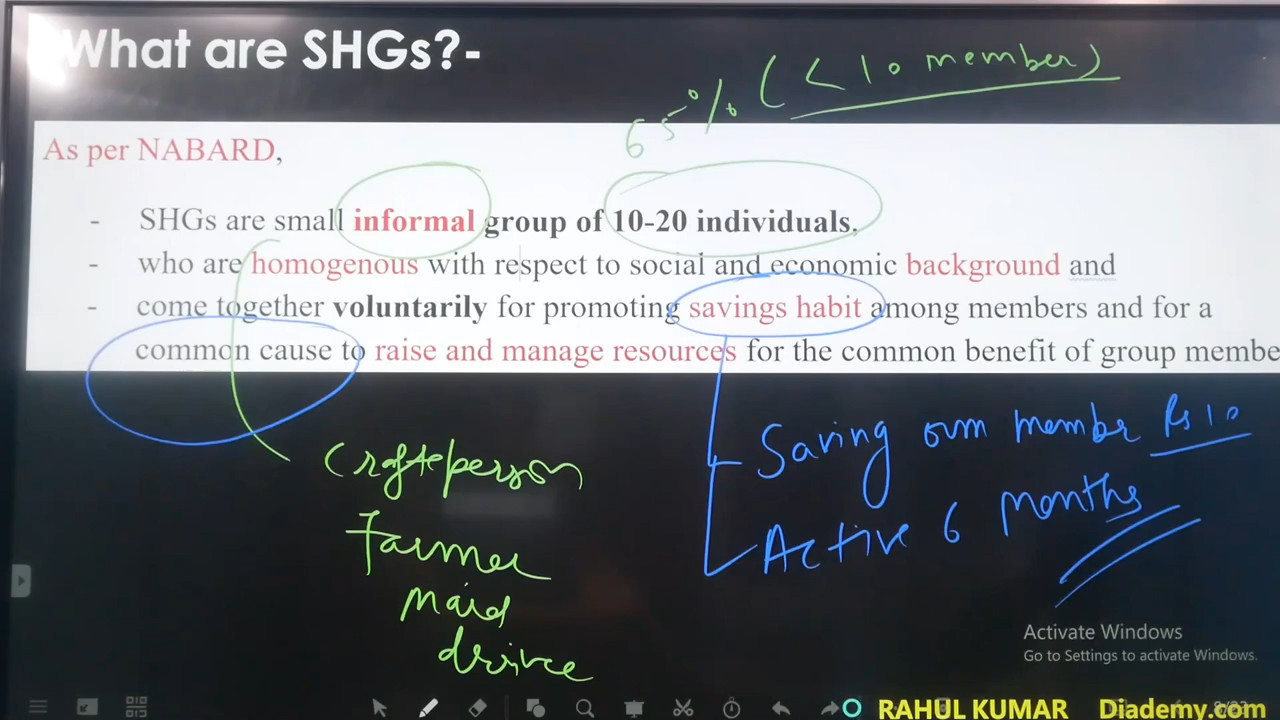 What are SHGs?-
65% (< 10 member)
As per NABARD,
- SHGs are small informal group of 10-20 individuals.
- who are homogenous with respect to social and economic background and
- come together voluntarily for promoting savings habit among members and for a
common cause to raise and manage resources for the common benefit of group membe
Saving own member Rs 10
Active 6 months
Farmer
Maid
Activate Windows
Go to Settings to activate Windows.
RAHUL KUMAR Diademy.com